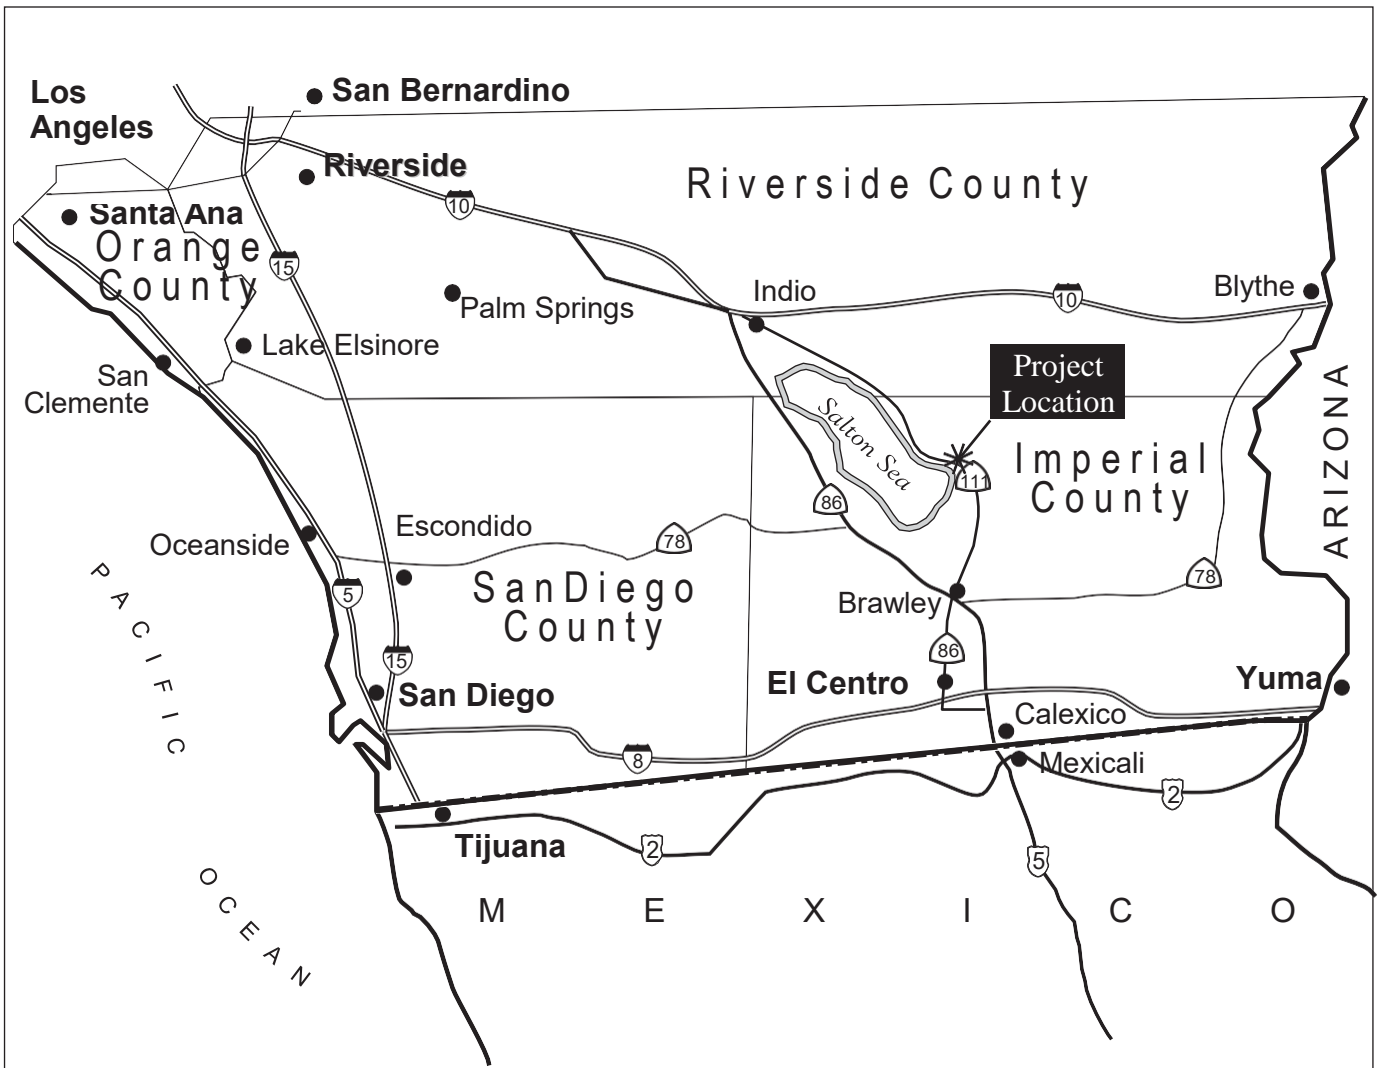 Los
Angeles
San Bernardino
Riverside
10
Riverside County
Santa Ana
Orange
County
15
Palm Springs
Indio
10
Blythe
Lake Elsinore
San
Clemente
Project
Location
Salton Sea
Imperial
County
ARIZONA
111
86
Escondido
Oceanside
78
78
PACIFIC
5
SanDiego
County
Brawley
15
86
San Diego
El Centro
Yuma
Calexico
8
Mexicali
2
Tijuana
2
5
OCEAN
MEXICO